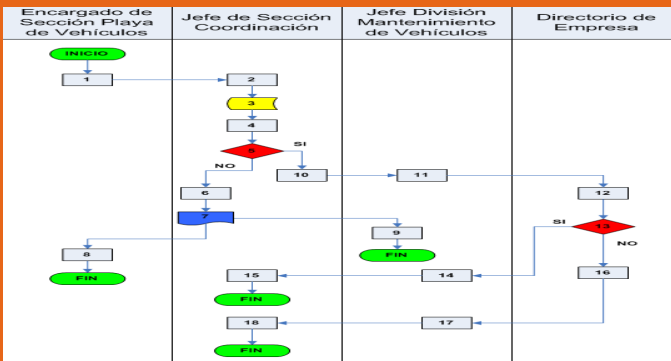 Encargado de
Sección Playa
de Vehículos
Jefe de Sección
Coordinación
Jefe División
Mantenimiento
de Vehículos
Directorio de
Empresa
INICIO
1
2
3
4
5
SI
NO
10
11
12
6
7
13
SI
NO
8
9
FIN
FIN
15
14
16
FIN
18
17
FIN